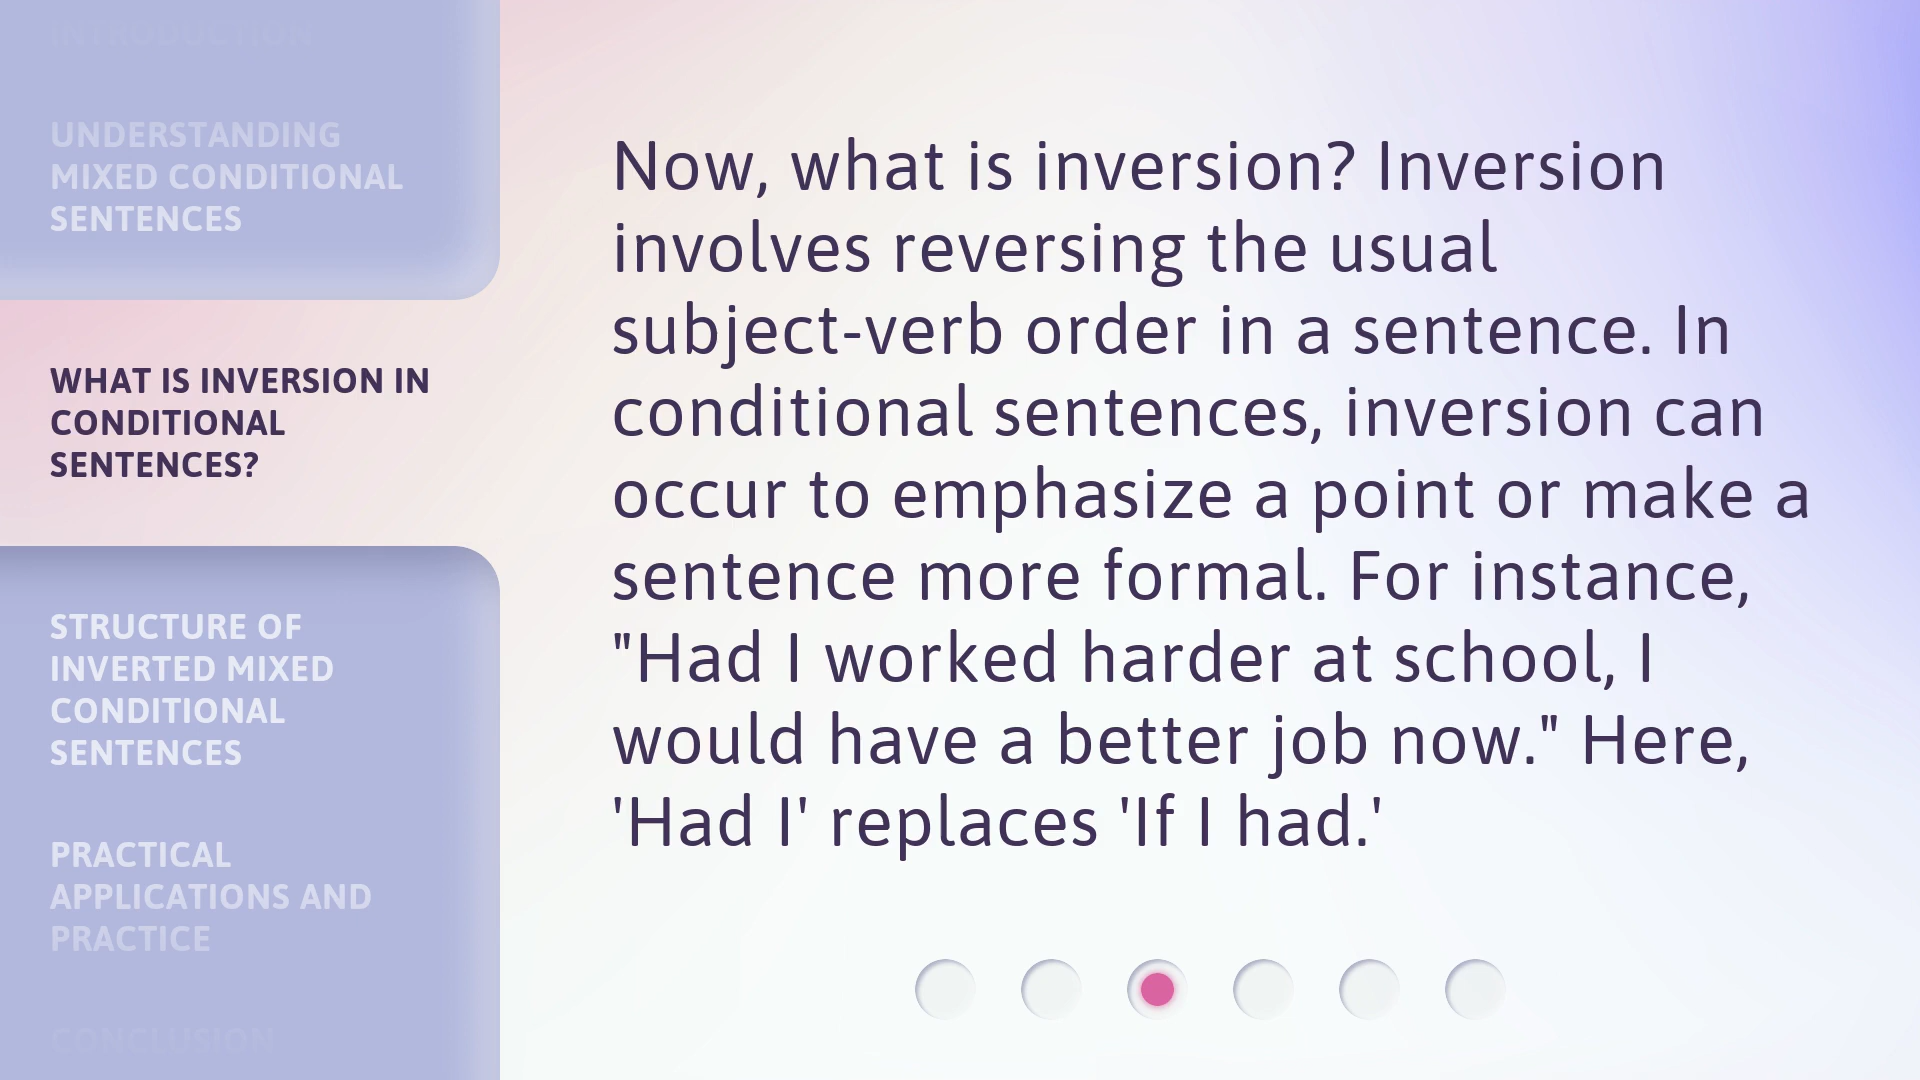 INTRODUCTION
UNDERSTANDING
MIXED CONDITIONAL
SENTENCES
WHAT IS INVERSION IN
CONDITIONAL
SENTENCES?
STRUCTURE OF
INVERTED MIXED
CONDITIONAL
SENTENCES
PRACTICAL
APPLICATIONS AND
PRACTICE
CONCLUSION
Now, what is inversion? Inversion
involves reversing the usual
subject-verb order in a sentence. In
conditional sentences, inversion can
occur to emphasize a point or make a
sentence more formal. For instance,
"Had I worked harder at school, I
would have a better job now." Here,
'Had I' replaces 'If I had.'